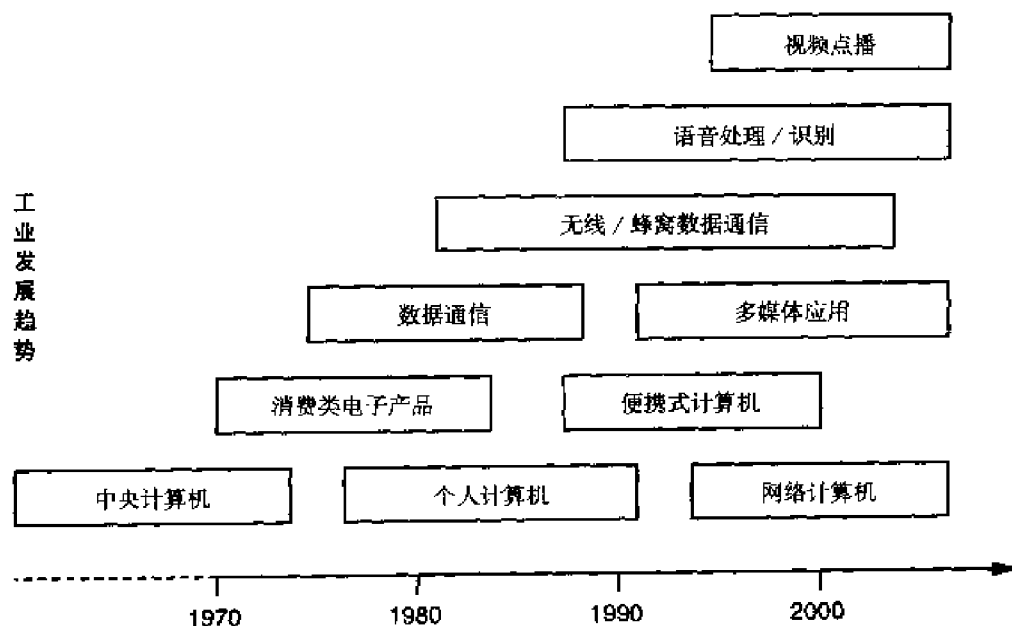 视频点播
语音处理 / 识别
无线 / 蜂窝数据通信
工业发展趋势
数据通信
多媒体应用
消费类电子产品
便携式计算机
中央计算机
个人计算机
网络计算机
1970
1980
1990
2000